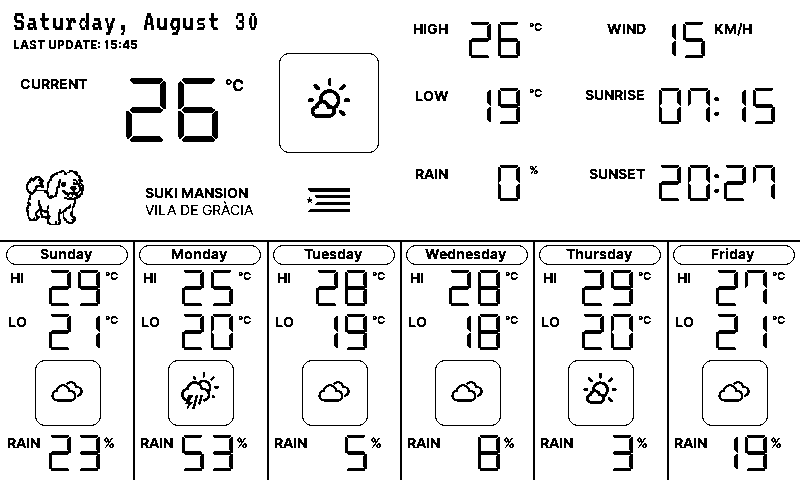 Saturday, August 30
LAST UPDATE: 15:45
CURRENT 26 °C
SUKI MANSION
VILA DE GRÀCIA
HIGH 26 °C
LOW 19 °C
RAIN 0 %
WIND 15 KM/H
SUNRISE 07:15
SUNSET 20:27
Sunday
HI 29 °C
LO 21 °C
RAIN 23 %
Monday
HI 25 °C
LO 20 °C
RAIN 53 %
Tuesday
HI 28 °C
LO 19 °C
RAIN 5 %
Wednesday
HI 28 °C
LO 18 °C
RAIN 8 %
Thursday
HI 29 °C
LO 20 °C
RAIN 3 %
Friday
HI 27 °C
LO 21 °C
RAIN 19 %